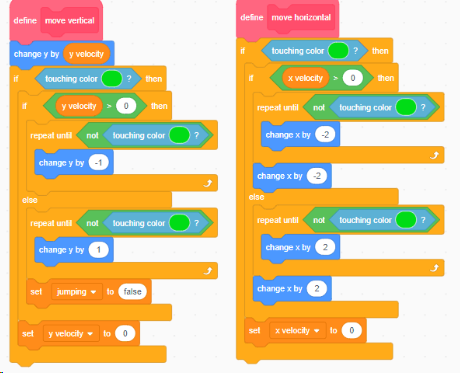 define move vertical
change y by y velocity
if touching color ? then
if y velocity > 0 then
repeat until not touching color ?
change y by -1
else
repeat until not touching color ?
change y by 1
set jumping to false
set y velocity to 0
define move horizontal
if touching color ? then
if x velocity > 0 then
repeat until not touching color ?
change x by -2
change x by -2
else
repeat until not touching color ?
change x by 2
change x by 2
set x velocity to 0